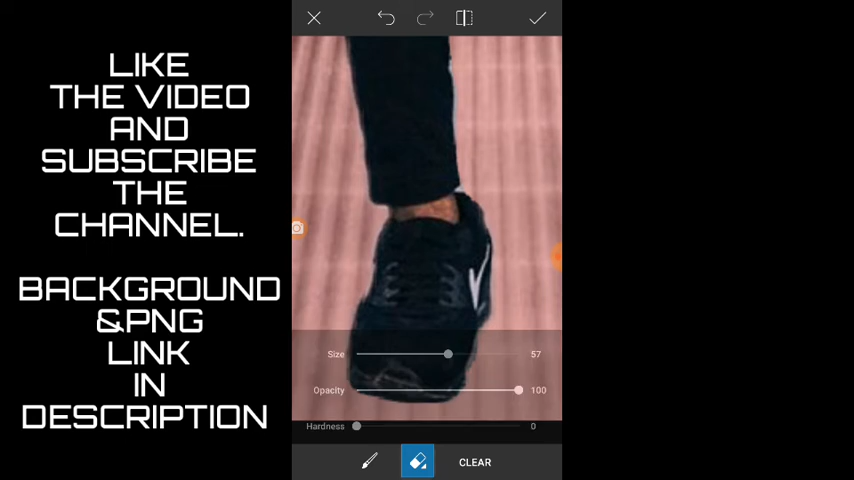 LIKE
THE VIDEO
AND
SUBSCRIBE
THE
CHANNEL.
BACKGROUND
&PNG
LINK
IN
DESCRIPTION
Size 57
Opacity 100
Hardness 0
CLEAR